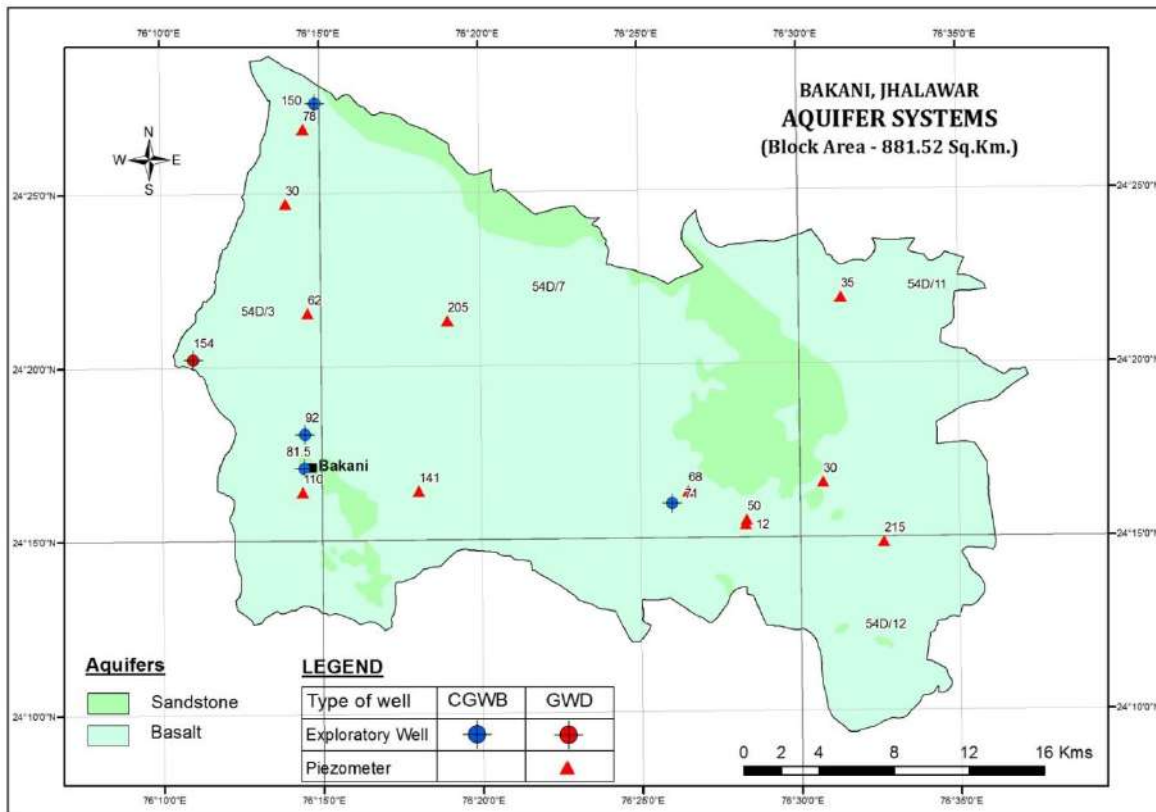 76°10'0"E 76°15'0"E 76°20'0"E 76°25'0"E 76°30'0"E 76°35'0"E
BAKANI, JHALAWAR
AQUIFER SYSTEMS
(Block Area - 881.52 Sq.Km.)
N
W E
S
150
78
24°25'0"N
30
24°25'0"N
54D/3
62
205
54D/7
35
54D/11
154
24°20'0"N
24°20'0"N
92
81.5
Bakani
110
141
68
50
12
30
215
24°15'0"N
24°15'0"N
54D/12
Aquifers
Sandstone
Basalt
LEGEND
Type of well CGWB GWD
Exploratory Well
Piezometer
24°10'0"N
24°10'0"N
0 2 4 8 12 16 Kms
76°10'0"E 76°15'0"E 76°20'0"E 76°25'0"E 76°30'0"E 76°35'0"E